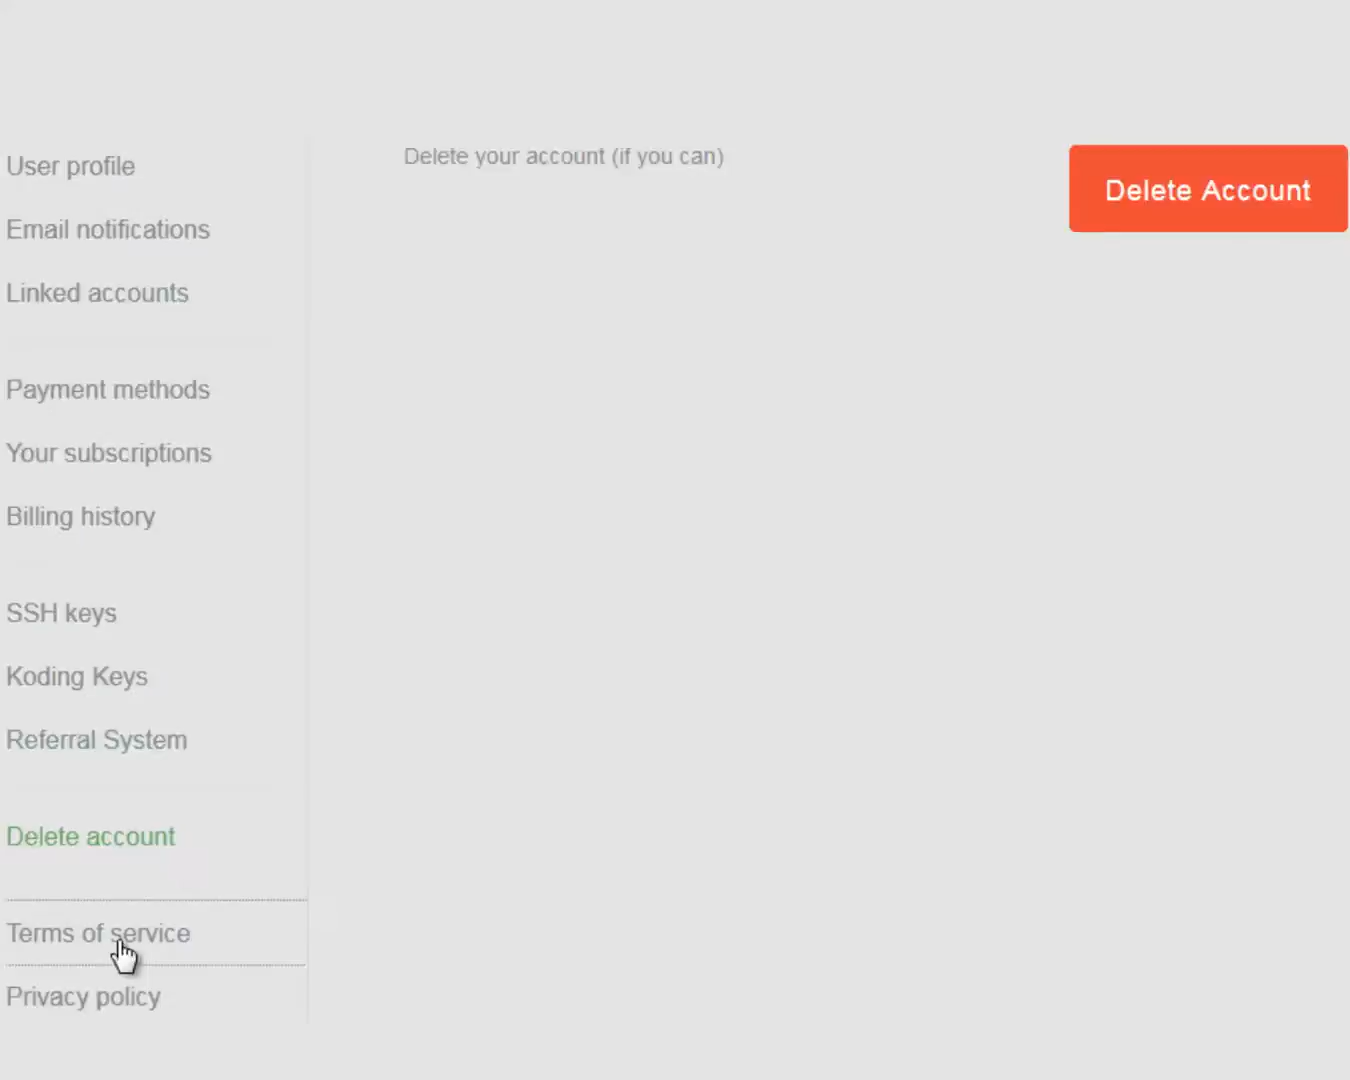 User profile
Email notifications
Linked accounts
Payment methods
Your subscriptions
Billing history
SSH keys
Koding Keys
Referral System
Delete account
Terms of service
Privacy policy
Delete your account (if you can)
Delete Account